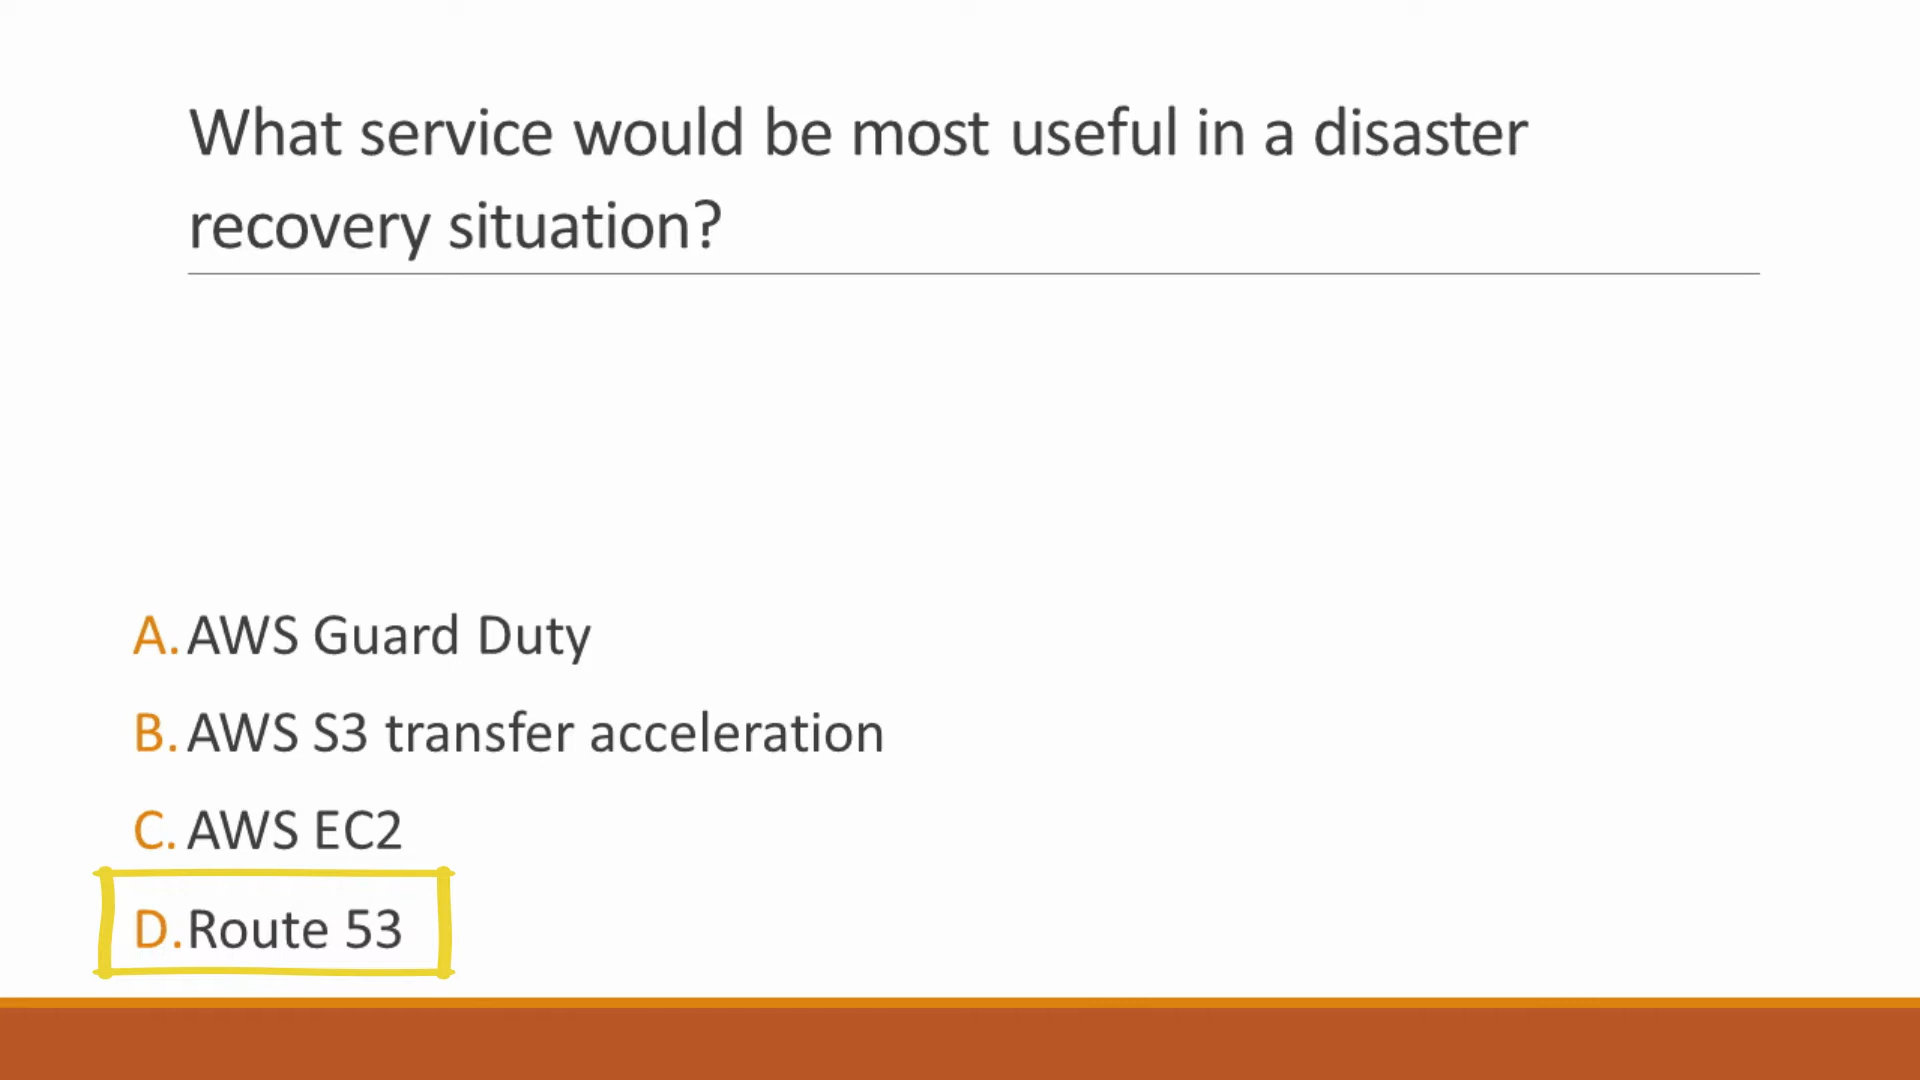 What service would be most useful in a disaster
recovery situation?
A. AWS Guard Duty
B. AWS S3 transfer acceleration
C. AWS EC2
D. Route 53